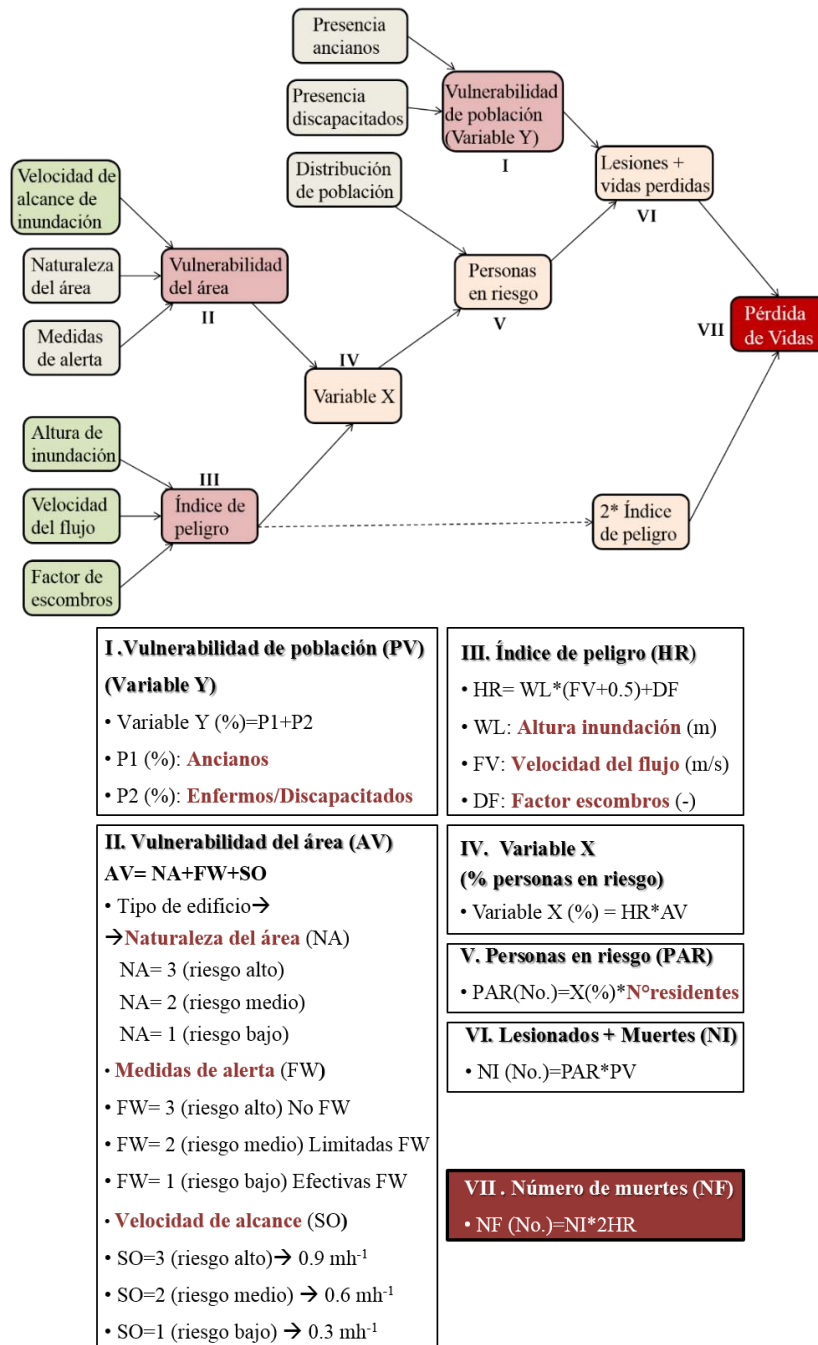 Presencia
ancianos
Presencia
discapacitados
Distribución
de población
Vulnerabilidad
de población
(Variable Y)
I
Lesiones +
vidas perdidas
VI
Velocidad de
alcance de
inundación
Naturaleza
del área
Medidas
de alerta
Vulnerabilidad
del área
II
Personas
en riesgo
V
VII
Pérdida
de Vidas
IV
Variable X
Altura de
inundación
Velocidad
del flujo
Factor de
escombros
III
Índice de
peligro
2* Índice
de peligro
I .Vulnerabilidad de población (PV)
(Variable Y)
• Variable Y (%)=P1+P2
• P1 (%): Ancianos
• P2 (%): Enfermos/Discapacitados
II. Vulnerabilidad del área (AV)
AV= NA+FW+SO
• Tipo de edificio→
→Naturaleza del área (NA)
NA= 3 (riesgo alto)
NA= 2 (riesgo medio)
NA= 1 (riesgo bajo)
• Medidas de alerta (FW)
• FW= 3 (riesgo alto) No FW
• FW= 2 (riesgo medio) Limitadas FW
• FW= 1 (riesgo bajo) Efectivas FW
• Velocidad de alcance (SO)
• SO=3 (riesgo alto)→ 0.9 mh⁻¹
• SO=2 (riesgo medio) → 0.6 mh⁻¹
• SO=1 (riesgo bajo) → 0.3 mh⁻¹
III. Índice de peligro (HR)
• HR= WL*(FV+0.5)+DF
• WL: Altura inundación (m)
• FV: Velocidad del flujo (m/s)
• DF: Factor escombros (-)
IV. Variable X
(% personas en riesgo)
• Variable X (%) = HR*AV
V. Personas en riesgo (PAR)
• PAR(No.)=X(%)*N°residentes
VI. Lesionados + Muertes (NI)
• NI (No.)=PAR*PV
VII . Número de muertes (NF)
• NF (No.)=NI*2HR